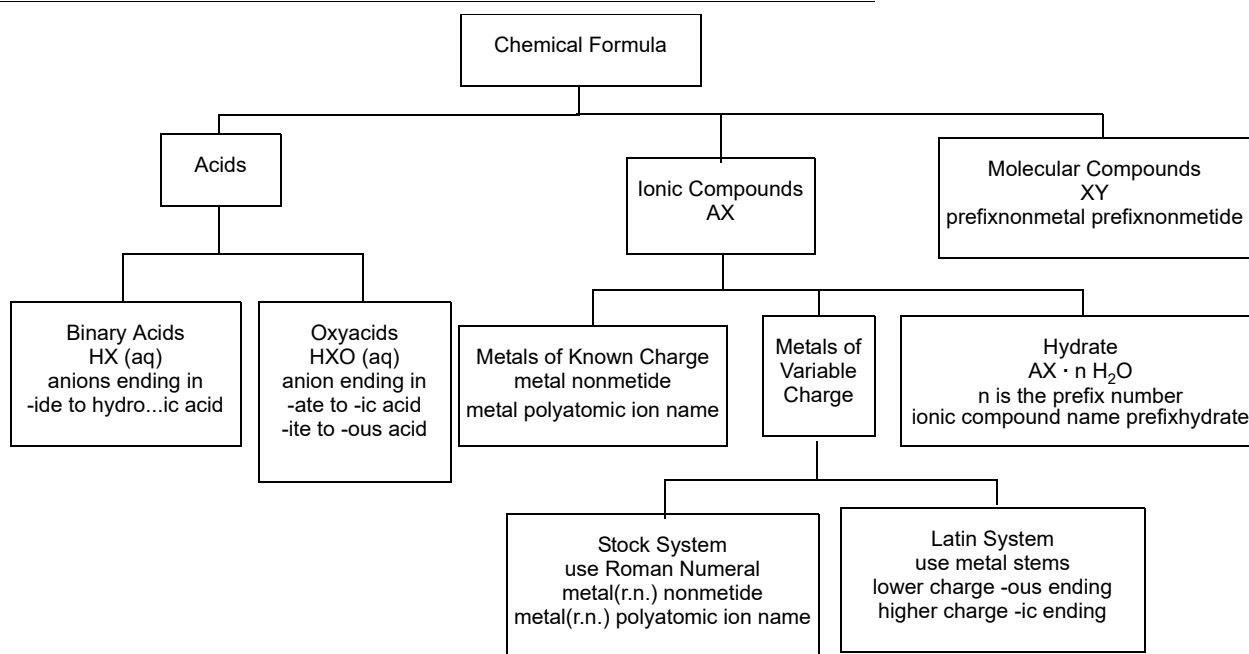 Chemical Formula
Acids
Ionic Compounds
AX
Molecular Compounds
XY
prefixnonmetal prefixnonmetide
Binary Acids
HX (aq)
anions ending in
-ide to hydro...ic acid
Oxyacids
HXO (aq)
anion ending in
-ate to -ic acid
-ite to -ous acid
Metals of Known Charge
metal nonmetide
metal polyatomic ion name
Metals of
Variable
Charge
Hydrate
AX · n H₂O
n is the prefix number
ionic compound name prefixhydrate
Stock System
use Roman Numeral
metal(r.n.) nonmetide
metal(r.n.) polyatomic ion name
Latin System
use metal stems
lower charge -ous ending
higher charge -ic ending